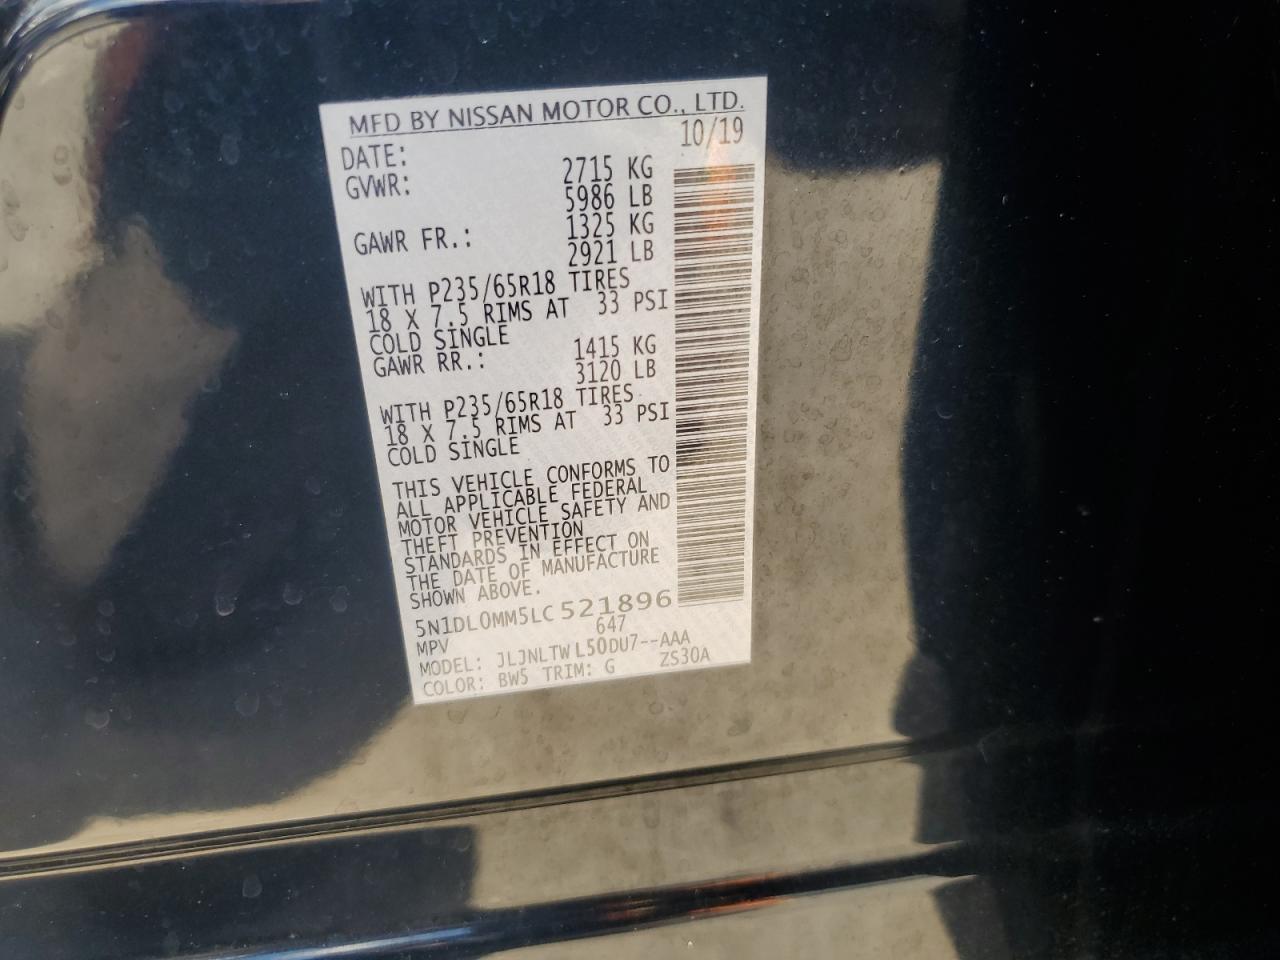 MFD BY NISSAN MOTOR CO., LTD.
DATE: 10/19
GVWR: 2715 KG
5986 LB
GAWR FR.: 1325 KG
2921 LB
WITH P235/65R18 TIRES
18 X 7.5 RIMS AT 33 PSI
COLD SINGLE
GAWR RR.: 1415 KG
3120 LB
WITH P235/65R18 TIRES
18 X 7.5 RIMS AT 33 PSI
COLD SINGLE
THIS VEHICLE CONFORMS TO
ALL APPLICABLE FEDERAL
MOTOR VEHICLE SAFETY AND
THEFT PREVENTION
STANDARDS IN EFFECT ON
THE DATE OF MANUFACTURE
SHOWN ABOVE.
5N1DL0MM5LC521896
MPV 647
MODEL: JLJNLTWL50DU7--AAA
COLOR: BW5 TRIM: G ZS30A